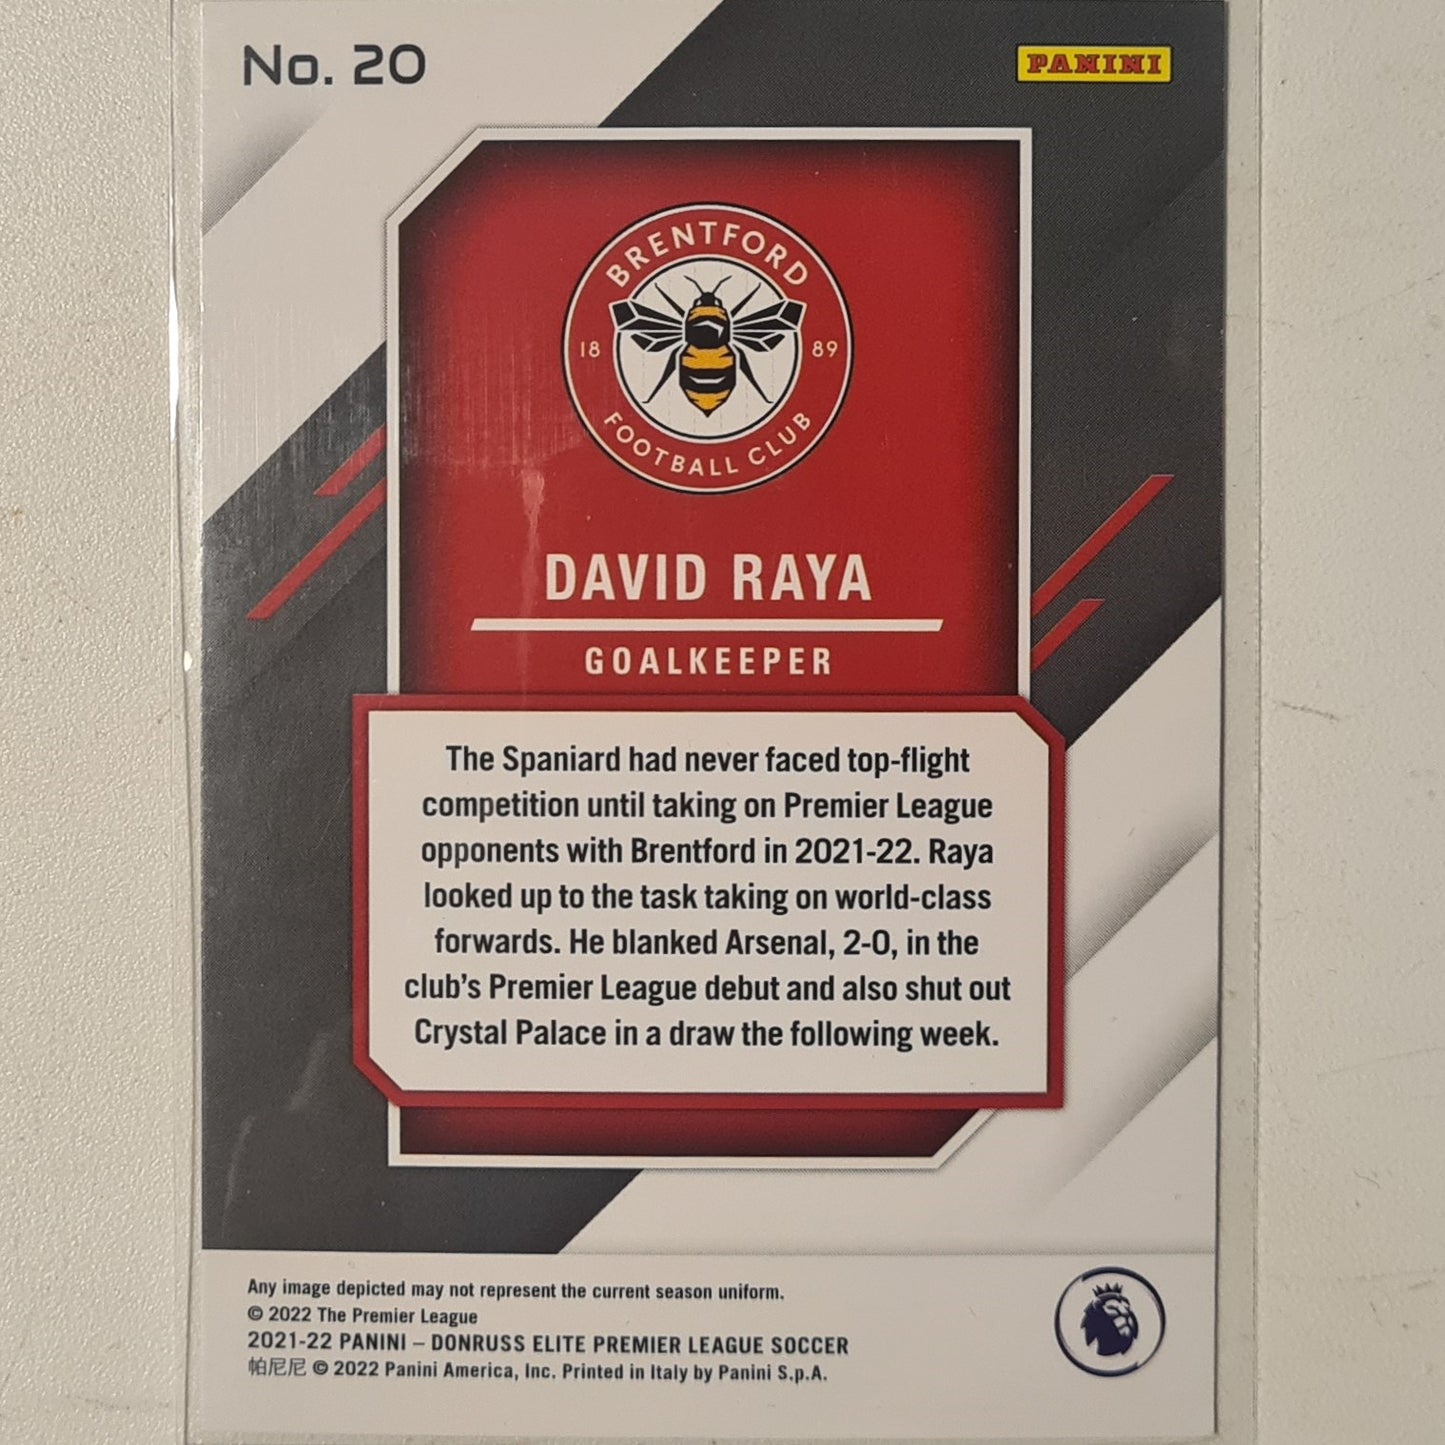 No. 20
PANINI
BRENTFORD
18 89
FOOTBALL CLUB
DAVID RAYA
GOALKEEPER
The Spaniard had never faced top-flight
competition until taking on Premier League
opponents with Brentford in 2021-22. Raya
looked up to the task taking on world-class
forwards. He blanked Arsenal, 2-0, in the
club's Premier League debut and also shut out
Crystal Palace in a draw the following week.
Any image depicted may not represent the current season uniform.
© 2022 The Premier League
2021-22 PANINI – DONRUSS ELITE PREMIER LEAGUE SOCCER
帕尼尼 © 2022 Panini America, Inc. Printed in Italy by Panini S.p.A.